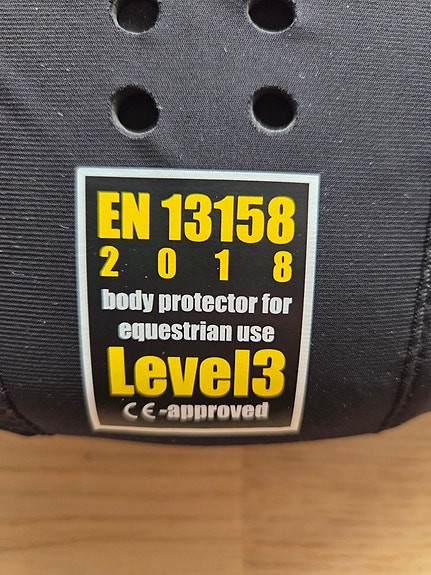 EN 13158
2 0 1 8
body protector for
equestrian use
Level3
CE-approved